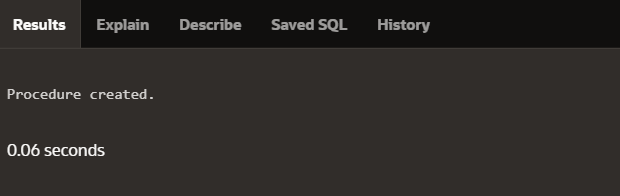 Results Explain Describe Saved SQL History
Procedure created.
0.06 seconds